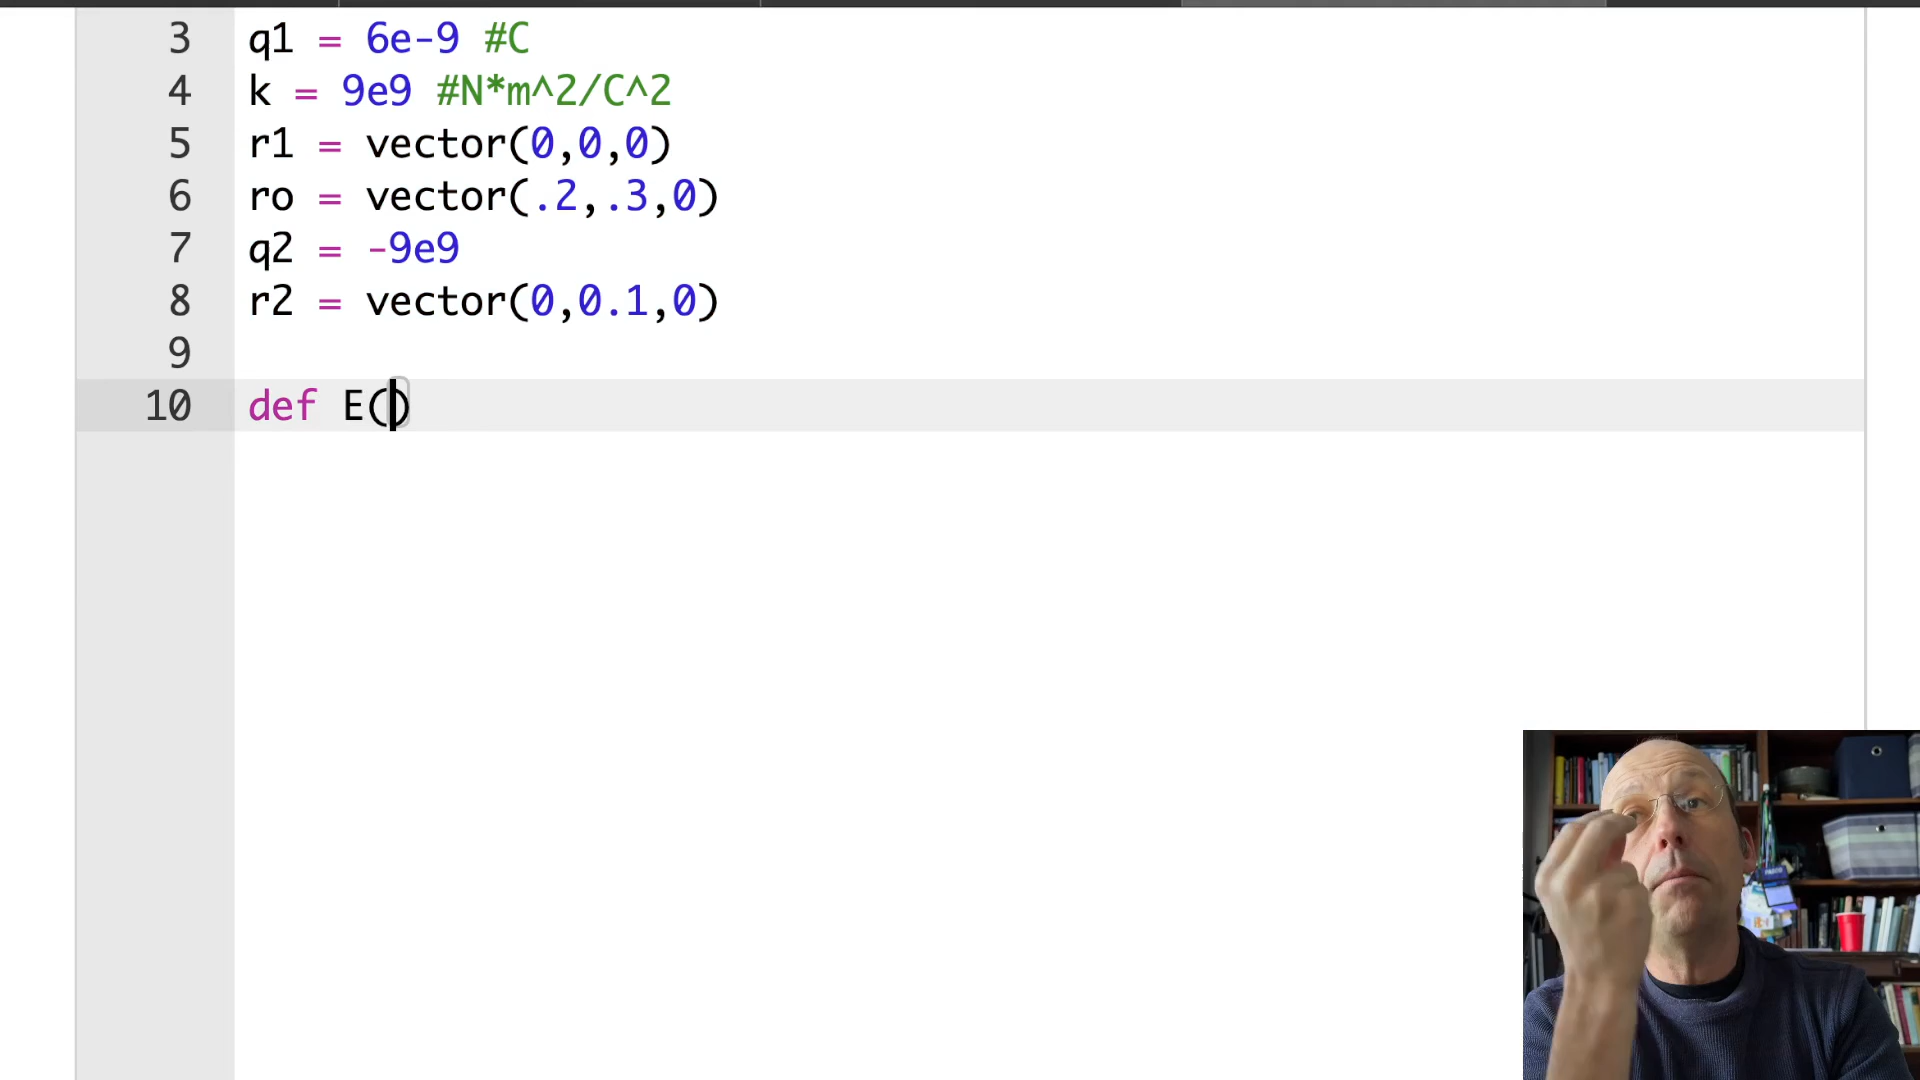 3 q1 = 6e-9 #C
4 k = 9e9 #N*m^2/C^2
5 r1 = vector(0,0,0)
6 ro = vector(.2,.3,0)
7 q2 = -9e9
8 r2 = vector(0,0.1,0)
9
10 def E()